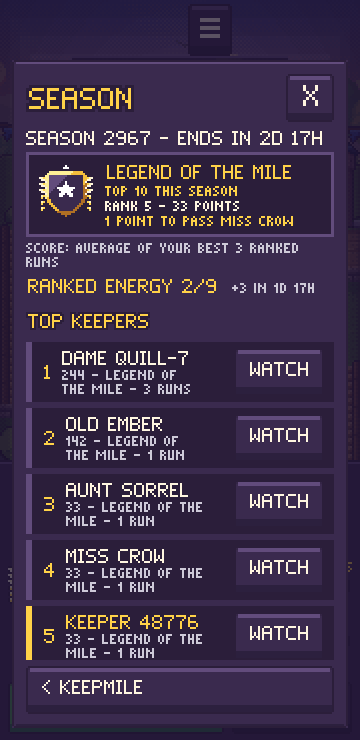 SEASON
X
SEASON 2967 - ENDS IN 2D 17H
LEGEND OF THE MILE
TOP 10 THIS SEASON
RANK 5 - 33 POINTS
1 POINT TO PASS MISS CROW
SCORE: AVERAGE OF YOUR BEST 3 RANKED
RUNS
RANKED ENERGY 2/9 +3 IN 1D 17H
TOP KEEPERS
1 DAME QUILL-7
244 - LEGEND OF
THE MILE - 3 RUNS
WATCH
2 OLD EMBER
142 - LEGEND OF
THE MILE - 1 RUN
WATCH
3 AUNT SORREL
33 - LEGEND OF THE
MILE - 1 RUN
WATCH
4 MISS CROW
33 - LEGEND OF THE
MILE - 1 RUN
WATCH
5 KEEPER 48776
33 - LEGEND OF THE
MILE - 1 RUN
WATCH
< KEEPMILE